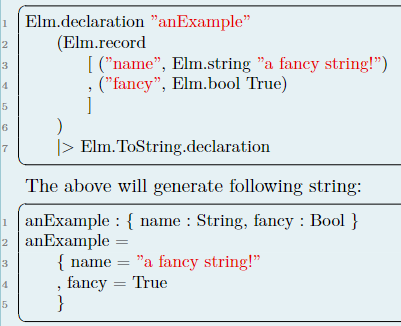 1 Elm.declaration "anExample"
2 (Elm.record
3 [ ("name", Elm.string "a fancy string!")
4 , ("fancy", Elm.bool True)
5 ]
6 )
7 |> Elm.ToString.declaration
The above will generate following string:
1 anExample : { name : String, fancy : Bool }
2 anExample =
3 { name = "a fancy string!"
4 , fancy = True
5 }